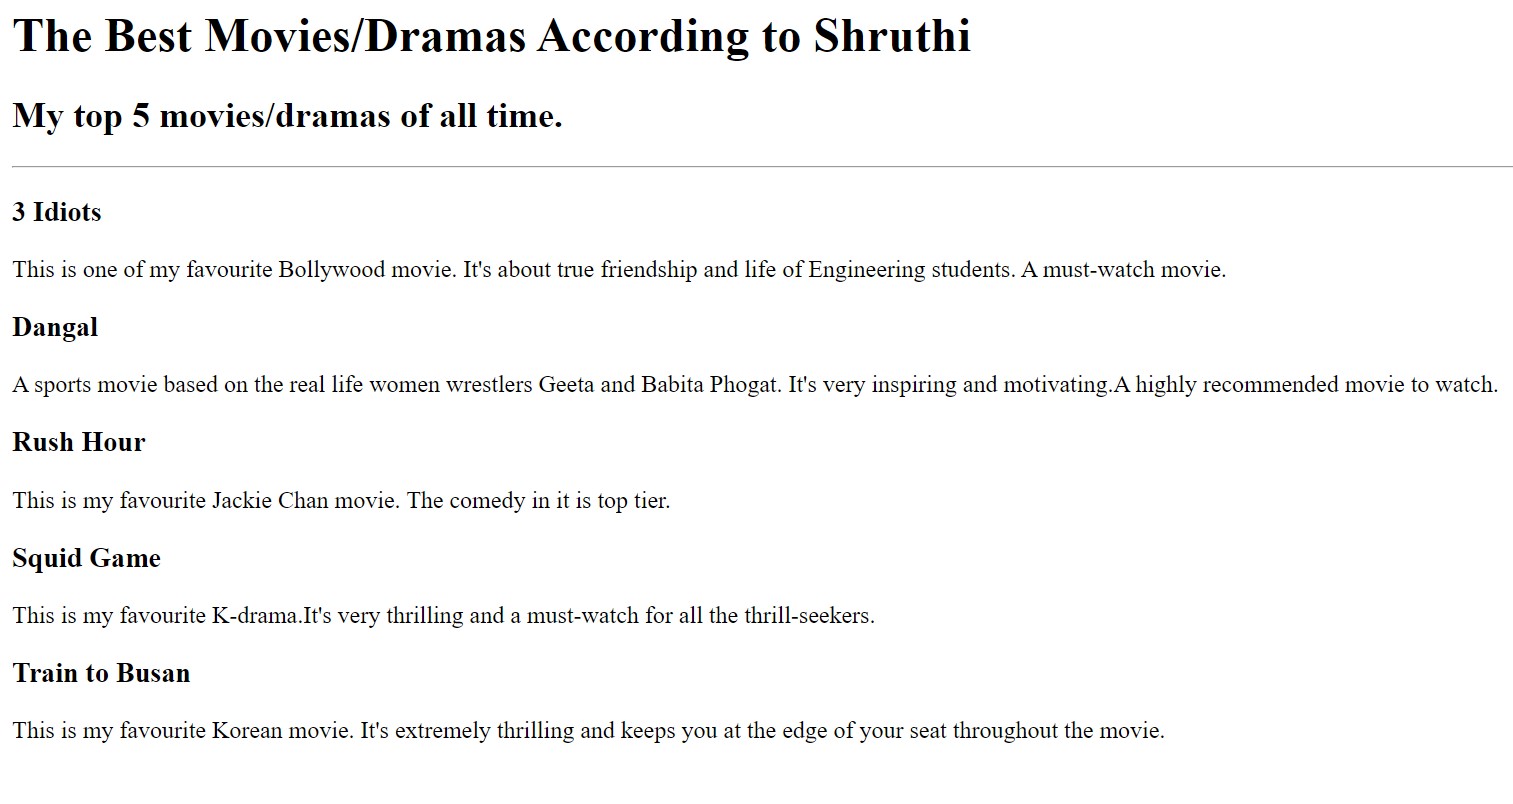 The Best Movies/Dramas According to Shruthi
My top 5 movies/dramas of all time.
3 Idiots
This is one of my favourite Bollywood movie. It's about true friendship and life of Engineering students. A must-watch movie.
Dangal
A sports movie based on the real life women wrestlers Geeta and Babita Phogat. It's very inspiring and motivating.A highly recommended movie to watch.
Rush Hour
This is my favourite Jackie Chan movie. The comedy in it is top tier.
Squid Game
This is my favourite K-drama.It's very thrilling and a must-watch for all the thrill-seekers.
Train to Busan
This is my favourite Korean movie. It's extremely thrilling and keeps you at the edge of your seat throughout the movie.